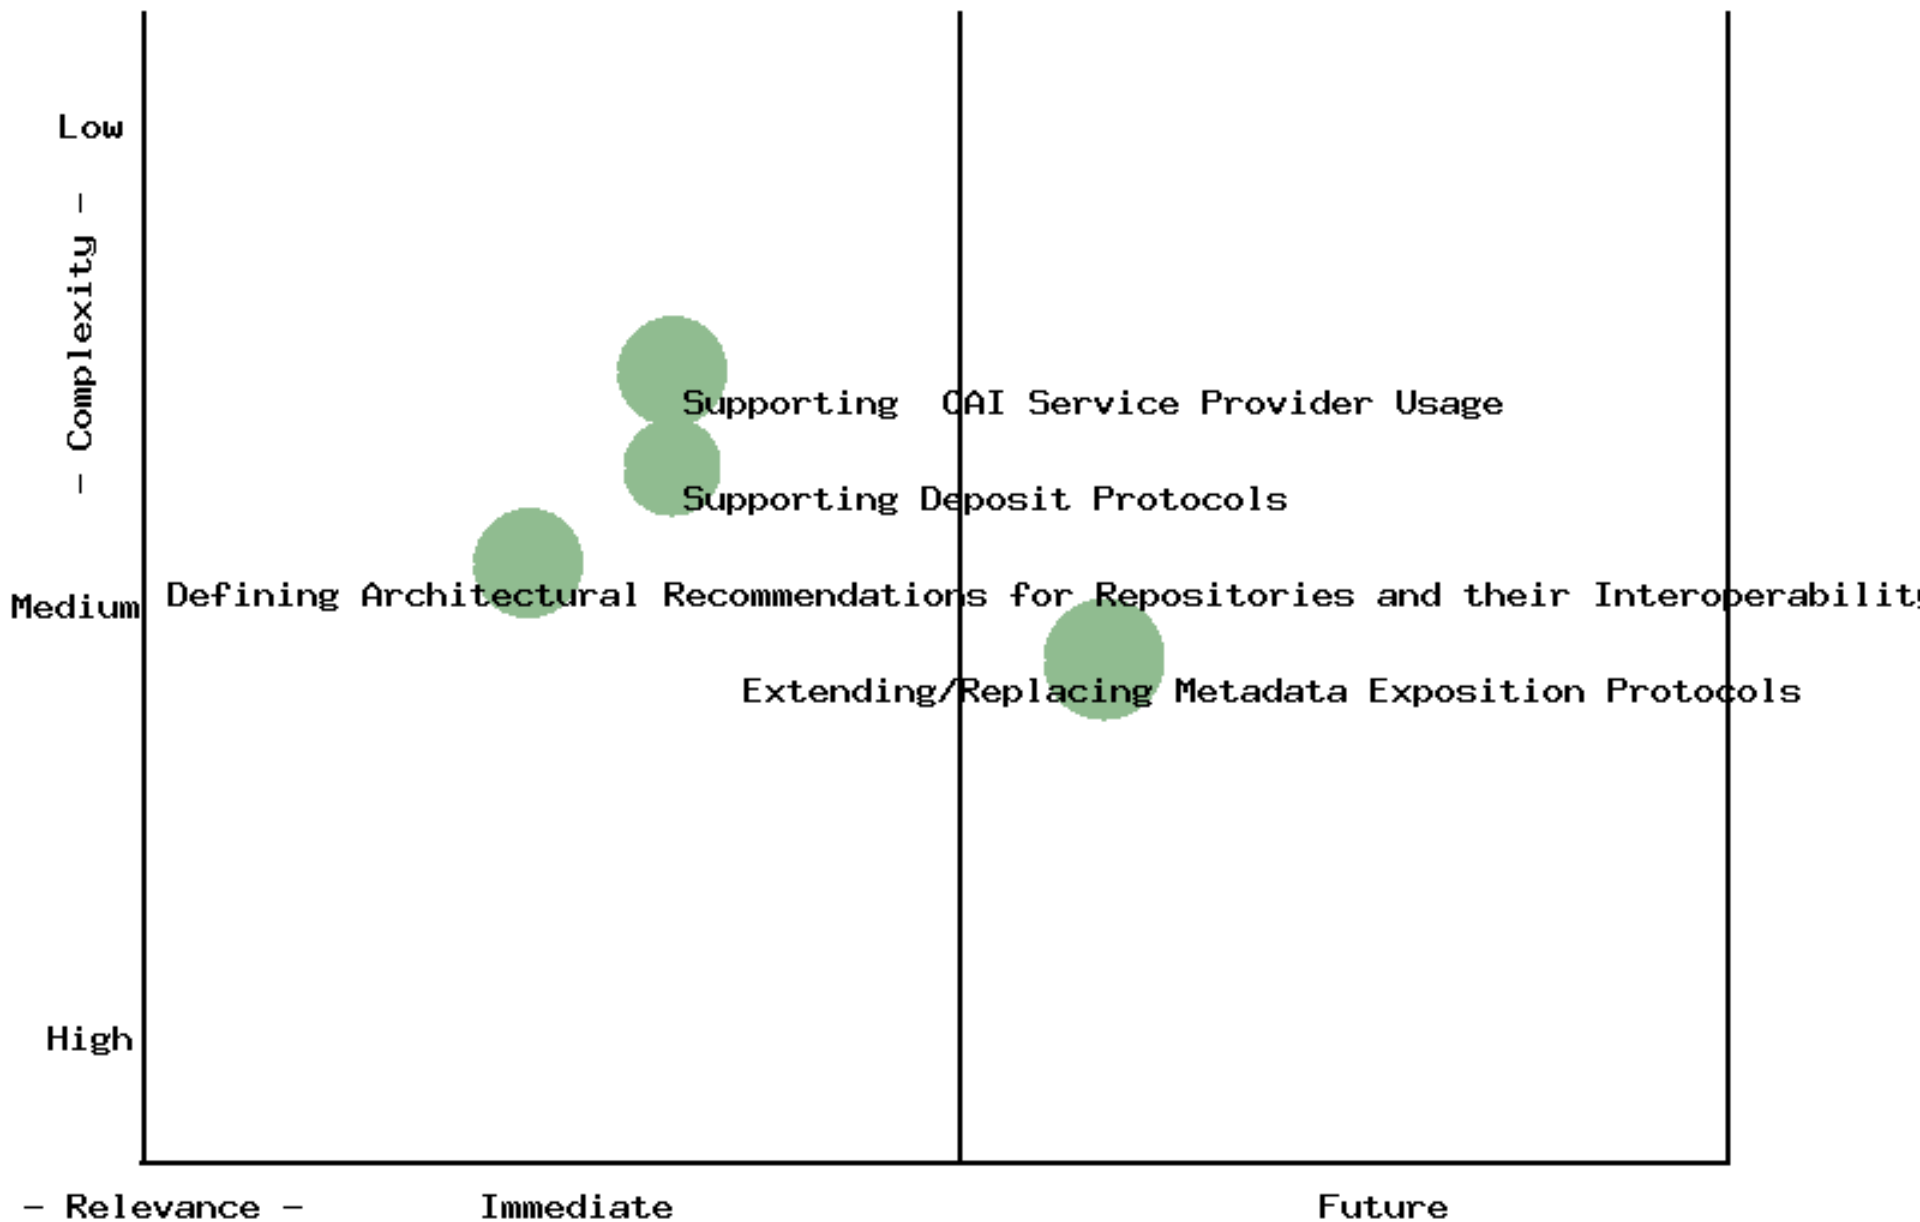 Low
- Complexity -
Supporting  OAI Service Provider Usage
Supporting Deposit Protocols
Medium
Defining Architectural Recommendations for Repositories and their Interoperability
Extending/Replacing Metadata Exposition Protocols
High
- Relevance -
Immediate
Future